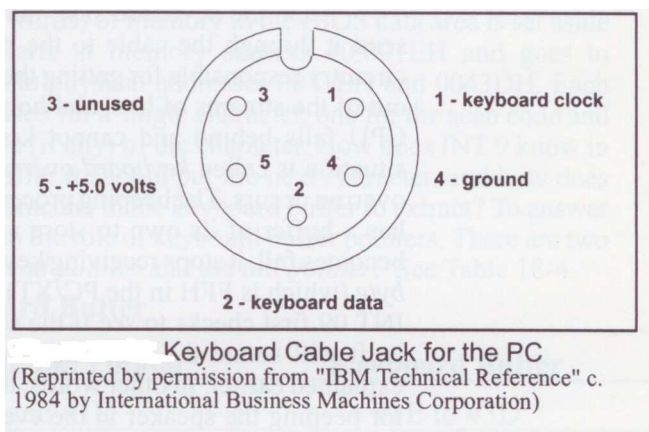 3 - unused
3
1
1 - keyboard clock
5 - +5.0 volts
5
4
4 - ground
2
2 - keyboard data
Keyboard Cable Jack for the PC
(Reprinted by permission from "IBM Technical Reference" c.
1984 by International Business Machines Corporation)